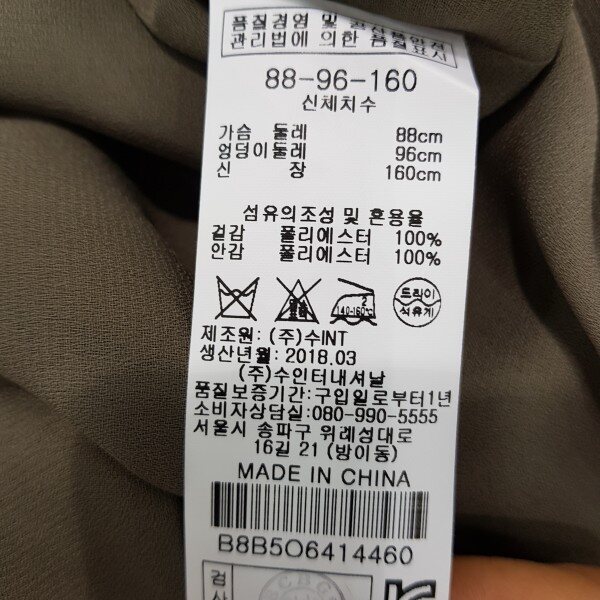 품질경영 및 공산품안전
관리법에 의한 품질표시
88-96-160
신체치수
가슴 둘레 88cm
엉덩이둘레 96cm
신 장 160cm
섬유의조성 및 혼용율
겉감 폴리에스터 100%
안감 폴리에스터 100%
2
140-160℃
드라이
석유계
제조원: (주)수INT
생산년월: 2018.03
(주)수인터내셔날
품질보증기간: 구입일로부터1년
소비자상담실:080-990-5555
서울시 송파구 위례성대로
16길 21 (방이동)
MADE IN CHINA
B8B5O6414460
검